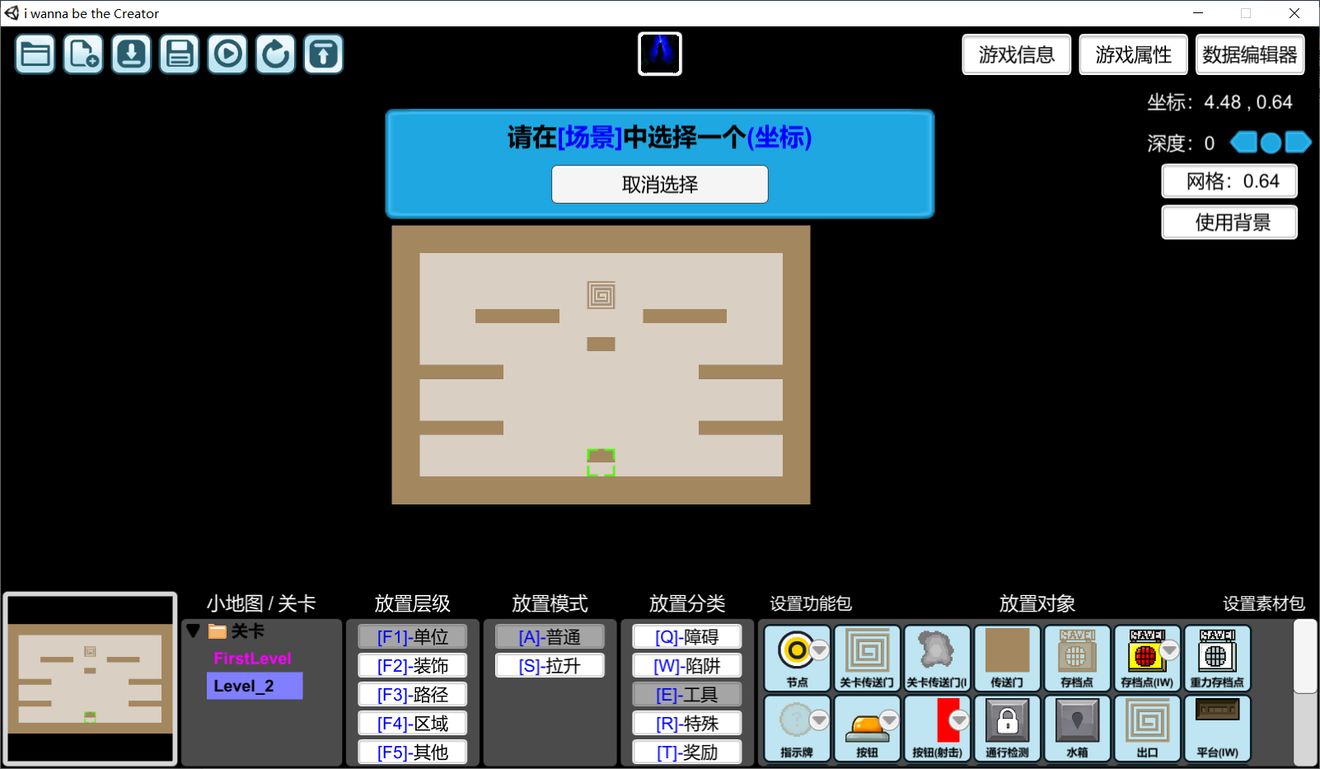 i wanna be the Creator
游戏信息
游戏属性
数据编辑器
坐标：4.48 , 0.64
请在[场景]中选择一个(坐标)
深度：0
取消选择
网格：0.64
使用背景
小地图 / 关卡
放置层级
放置模式
放置分类
设置功能包
放置对象
设置素材包
关卡
FirstLevel
Level_2
[F1]-单位
[F2]-装饰
[F3]-路径
[F4]-区域
[F5]-其他
[A]-普通
[S]-拉升
[Q]-障碍
[W]-陷阱
[E]-工具
[R]-特殊
[T]-奖励
SAVE!!
SAVE!!
SAVE!!
节点
关卡传送门
关卡传送门(I
传送门
存档点
存档点(IW)
重力存档点
?
指示牌
按钮
按钮(射击)
通行检测
水箱
出口
平台(IW)